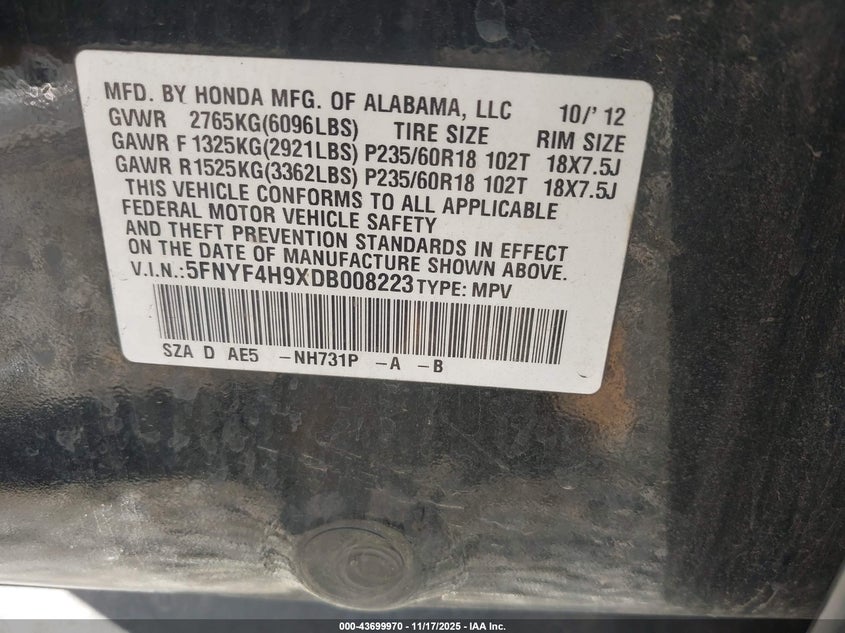 MFD. BY HONDA MFG. OF ALABAMA, LLC 10/' 12
GVWR 2765KG(6096LBS) TIRE SIZE RIM SIZE
GAWR F 1325KG(2921LBS) P235/60R18 102T 18X7.5J
GAWR R1525KG(3362LBS) P235/60R18 102T 18X7.5J
THIS VEHICLE CONFORMS TO ALL APPLICABLE
FEDERAL MOTOR VEHICLE SAFETY
AND THEFT PREVENTION STANDARDS IN EFFECT
ON THE DATE OF MANUFACTURE SHOWN ABOVE.
V.I.N.:5FNYF4H9XDB008223 TYPE: MPV
SZA D AE5 -NH731P -A -B
000-43699970 | 11/17/2025 | IAA Inc.